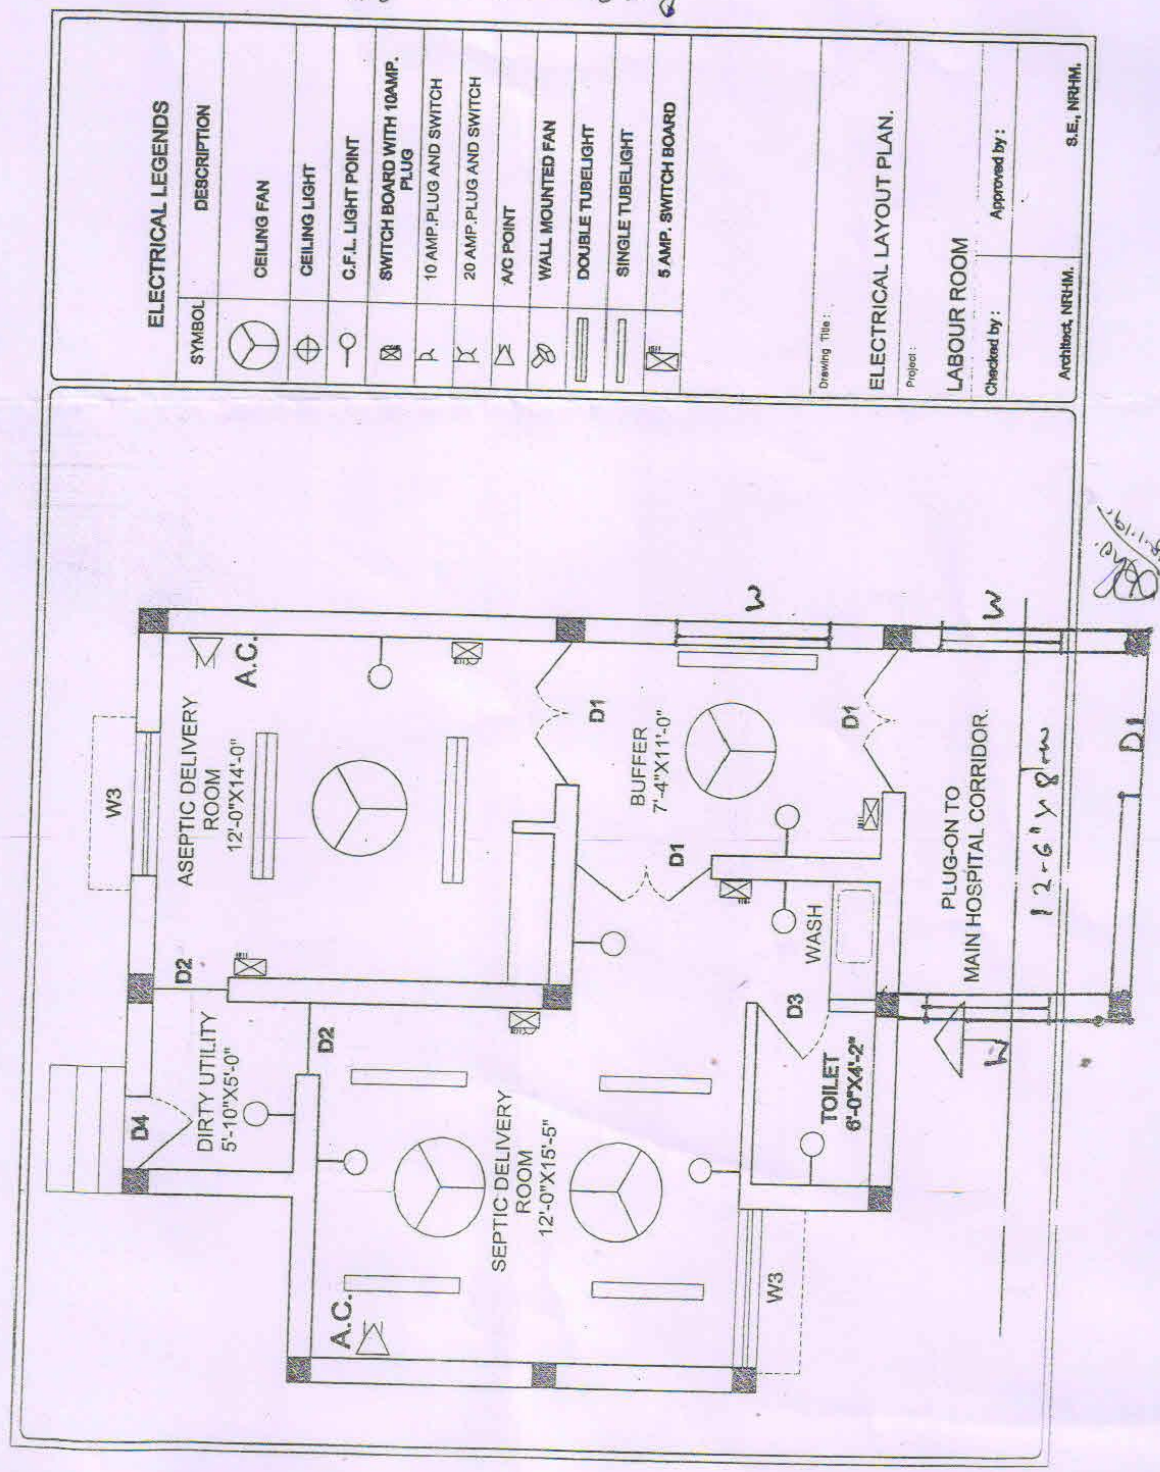 ELECTRICAL LEGENDS
SYMBOL DESCRIPTION
CEILING FAN
CEILING LIGHT
C.F.L. LIGHT POINT
SWITCH BOARD WITH 10AMP.
PLUG
10 AMP.PLUG AND SWITCH
20 AMP.PLUG AND SWITCH
A/C POINT
WALL MOUNTED FAN
DOUBLE TUBELIGHT
SINGLE TUBELIGHT
5 AMP. SWITCH BOARD
Drawing Title :
ELECTRICAL LAYOUT PLAN.
Project :
LABOUR ROOM
Checked by :
Approved by :
Architect, NRHM.
S.E., NRHM.
W3
ASEPTIC DELIVERY
ROOM
12'-0"X14'-0"
A.C.
D2
D4
DIRTY UTILITY
5'-10"X5'-0"
D2
D1
BUFFER
7'-4"X11'-0"
W
D1
D1
A.C.
SEPTIC DELIVERY
ROOM
12'-0"X15'-5"
WASH
D3
TOILET
6'-0"X4'-2"
W3
PLUG-ON TO
MAIN HOSPITAL CORRIDOR.
W
W
D1